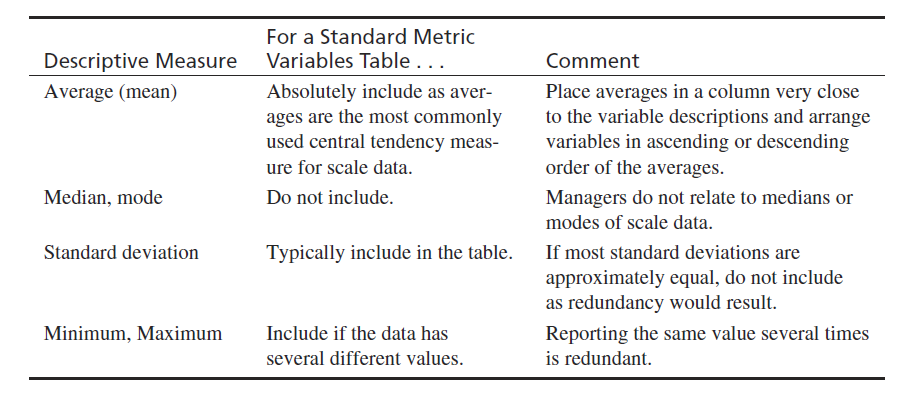 For a Standard Metric
Descriptive Measure Variables Table . . . Comment
Average (mean) Absolutely include as aver- Place averages in a column very close
ages are the most commonly to the variable descriptions and arrange
used central tendency meas- variables in ascending or descending
ure for scale data. order of the averages.
Median, mode Do not include. Managers do not relate to medians or
modes of scale data.
Standard deviation Typically include in the table. If most standard deviations are
approximately equal, do not include
as redundancy would result.
Minimum, Maximum Include if the data has Reporting the same value several times
several different values. is redundant.